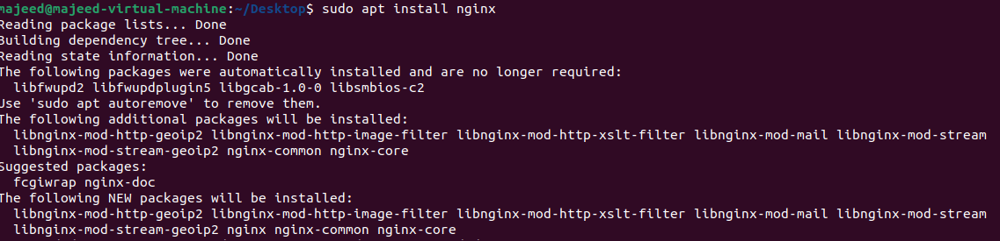 majeed@majeed-virtual-machine:~/Desktop$ sudo apt install nginx
Reading package lists... Done
Building dependency tree... Done
Reading state information... Done
The following packages were automatically installed and are no longer required:
  libfwupd2 libfwupdplugin5 libgcab-1.0-0 libsmbios-c2
Use 'sudo apt autoremove' to remove them.
The following additional packages will be installed:
  libnginx-mod-http-geoip2 libnginx-mod-http-image-filter libnginx-mod-http-xslt-filter libnginx-mod-mail libnginx-mod-stream
  libnginx-mod-stream-geoip2 nginx-common nginx-core
Suggested packages:
  fcgiwrap nginx-doc
The following NEW packages will be installed:
  libnginx-mod-http-geoip2 libnginx-mod-http-image-filter libnginx-mod-http-xslt-filter libnginx-mod-mail libnginx-mod-stream
  libnginx-mod-stream-geoip2 nginx nginx-common nginx-core